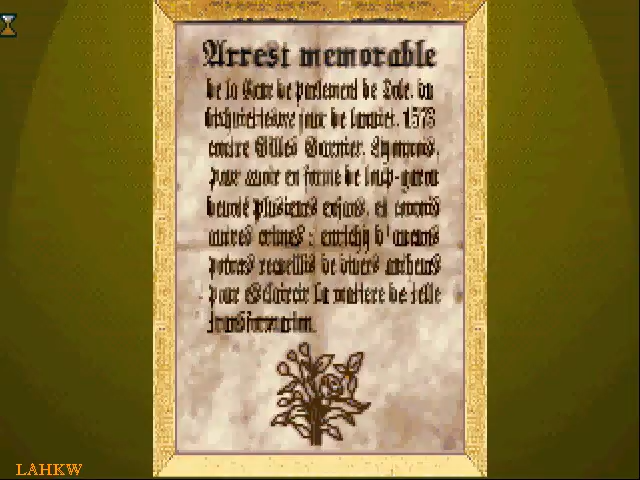 Arrest memorable
de la Cour de parlement de Dole, du
dishuictiesme jour de Janvier, 1573
contre Gilles Garnier, Lyonnois,
pour avoir en forme de loup-garou
devoré plusieurs enfans, et commis
autres crimes : enrichy d'aucuns
poincts recueillis de divers autheurs
pour esclaircir la matiere de telle
transformation.
LAHKW